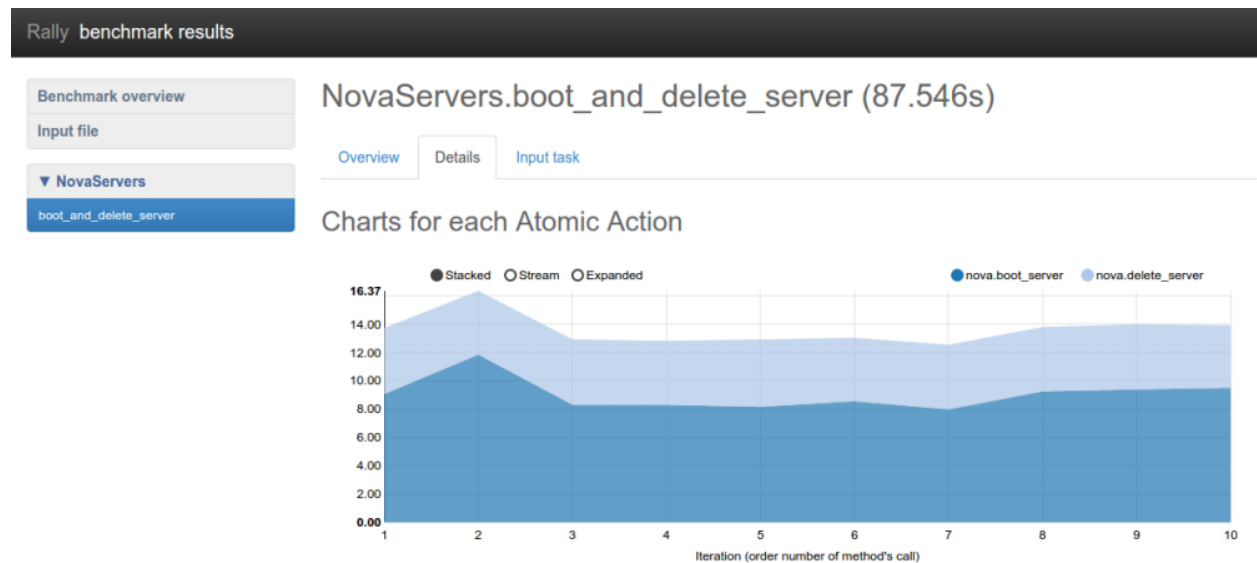 Rally benchmark results
Benchmark overview
Input file
▼ NovaServers
boot_and_delete_server
NovaServers.boot_and_delete_server (87.546s)
Overview Details Input task
Charts for each Atomic Action
Stacked Stream Expanded nova.boot_server nova.delete_server
16.37
14.00
12.00
10.00
8.00
6.00
4.00
2.00
0.00
1 2 3 4 5 6 7 8 9 10
Iteration (order number of method's call)